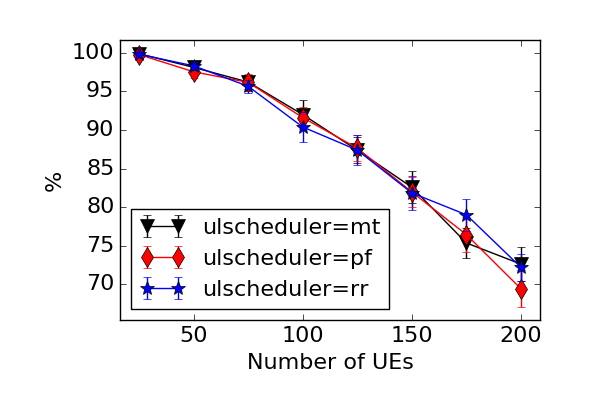 100
95
90
85
80
75
70
%
ulscheduler=mt
ulscheduler=pf
ulscheduler=rr
50 100 150 200
Number of UEs